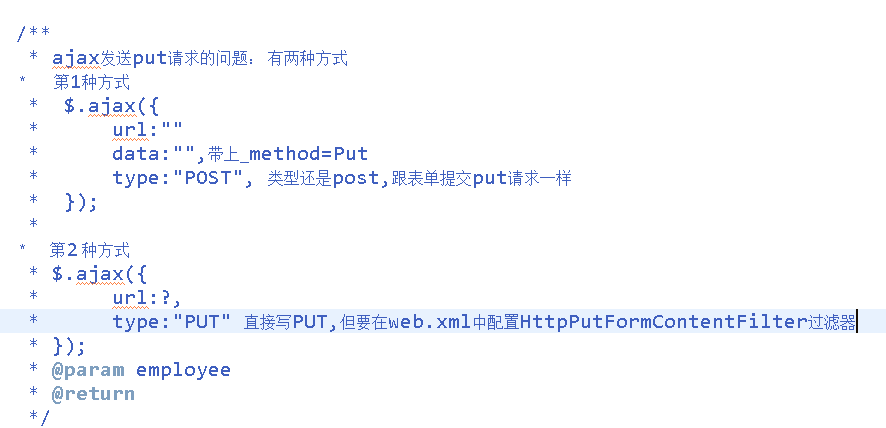 /**
* ajax发送put请求的问题: 有两种方式
* 第1种方式
* $.ajax({
* url:""
* data:"",带上_method=Put
* type:"POST", 类型还是post,跟表单提交put请求一样
* });
*
* 第2种方式
* $.ajax({
* url:?,
* type:"PUT" 直接写PUT,但要在web.xml中配置HttpPutFormContentFilter过滤器
* });
* @param employee
* @return
*/